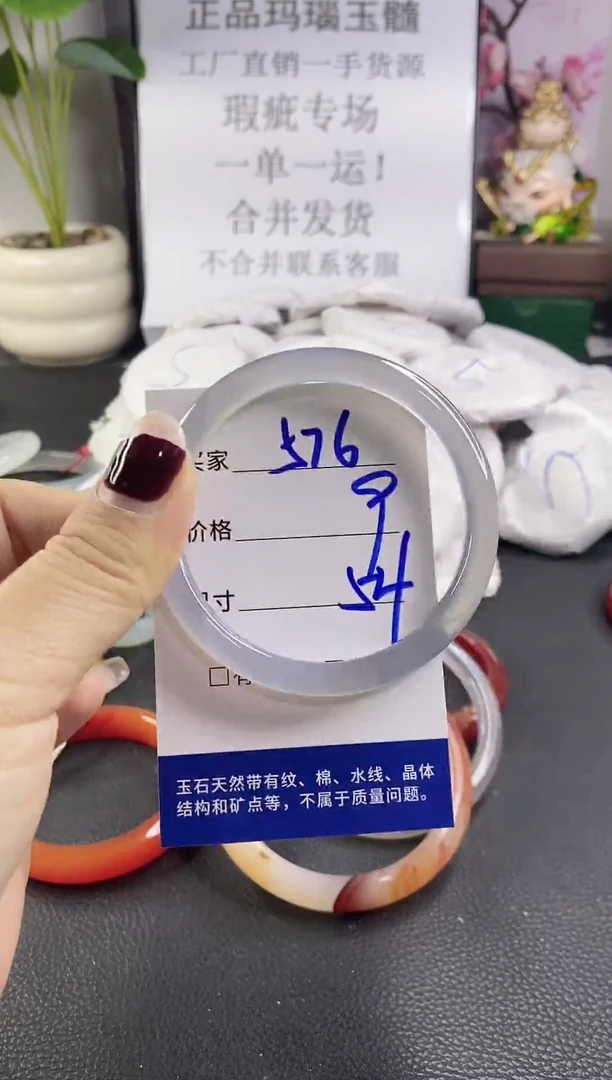 正品玛瑙玉髓
工厂直销一手货源
瑕疵专场
一单一运！
合并发货
不合并联系客服
买家 576
价格 9
寸 54
玉石天然带有纹、棉、水线、晶体
结构和矿点等，不属于质量问题。